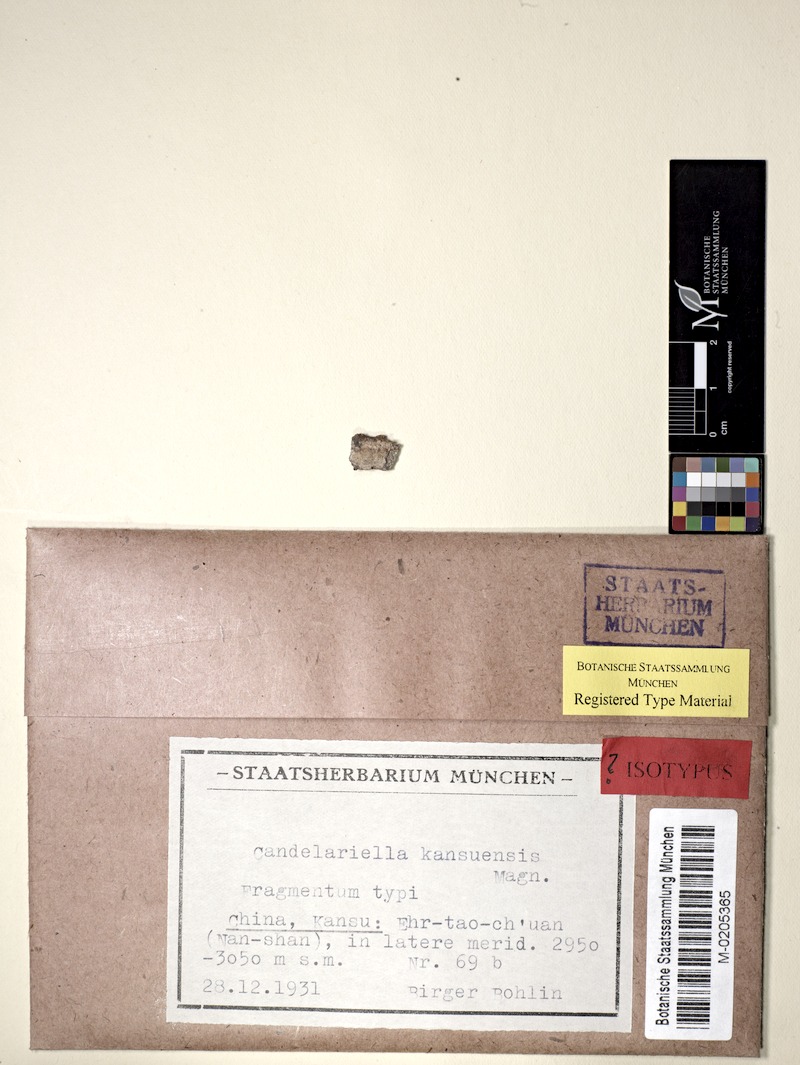 BOTANISCHE
STAATSSAMMLUNG
MÜNCHEN
M
0 1 2
cm
copyright reserved
STAATS-
HERBARIUM
MÜNCHEN
BOTANISCHE STAATSSAMMLUNG
MÜNCHEN
Registered Type Material
? ISOTYPUS
– STAATSHERBARIUM MÜNCHEN –
Candelariella kansuensis
Magn.
Fragmentum typi
China, Kansu: Ehr-tao-ch'uan
(Nan-shan), in latere merid. 2950
-3050 m s.m. Nr. 69 b
28.12.1931 Birger Bohlin
Botanische Staatssammlung München
M-0205365